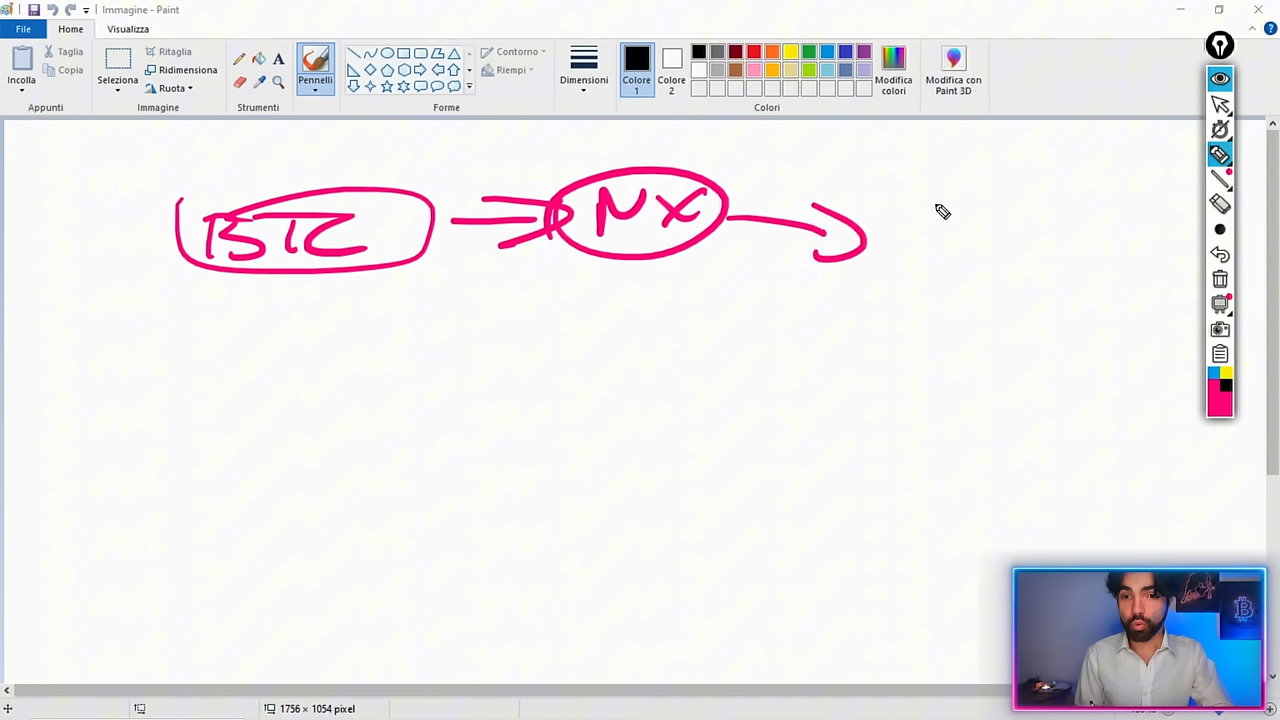 Immagine - Paint
File Home Visualizza
Incolla
Taglia
Copia
Appunti
Seleziona
Ritaglia
Ridimensiona
Ruota
Immagine
A
Strumenti
Pennelli
Contorno
Riempi
Forme
Dimensioni
Colore 1
Colore 2
Modifica colori
Colori
Modifica con Paint 3D
BTC NX
1756 × 1054 pixel